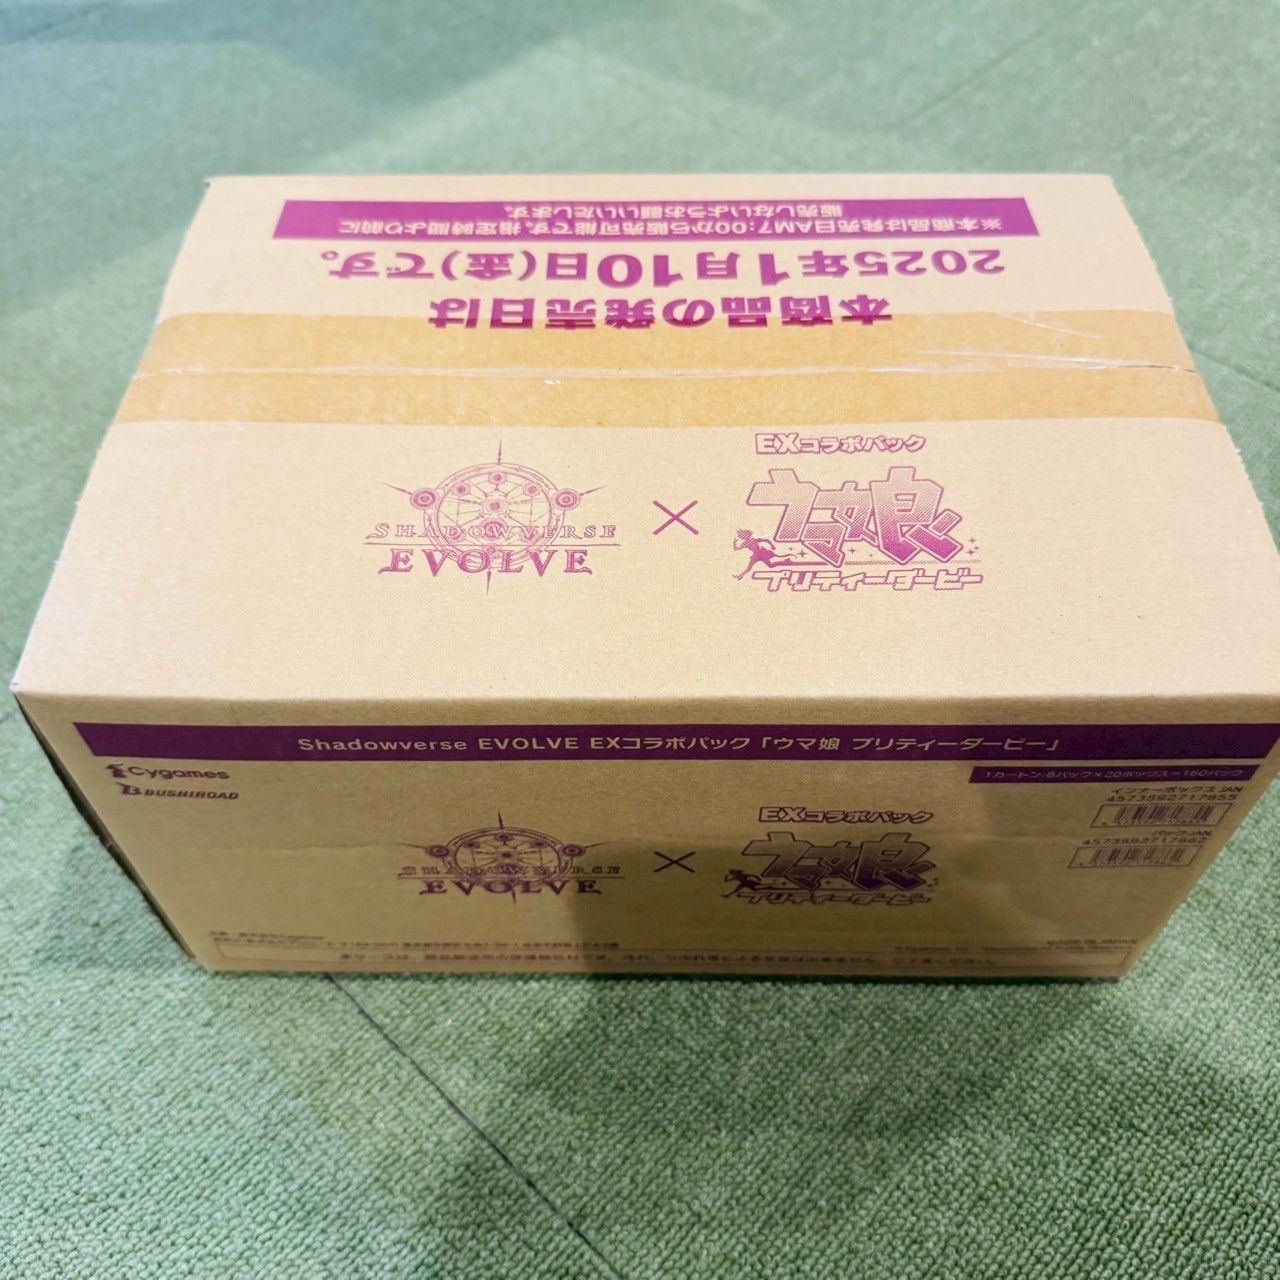 本商品の発売日は
2025年1月10日(金)です。
※本商品は発売日AM7:00から販売可能です。指定時間より前に
販売しないようお願いいたします。
SHADOWVERSE
EVOLVE
×
EXコラボパック
ウマ娘
プリティーダービー
Shadowverse EVOLVE EXコラボパック「ウマ娘 プリティーダービー」
Cygames
BUSHIROAD
1カートン:8パック×20ボックス=160パック
インナーボックス JAN
4573592717855
パックJAN
4573592717862
SHADOWVERSE
EVOLVE
×
EXコラボパック
ウマ娘
プリティーダービー
MADE IN JAPAN